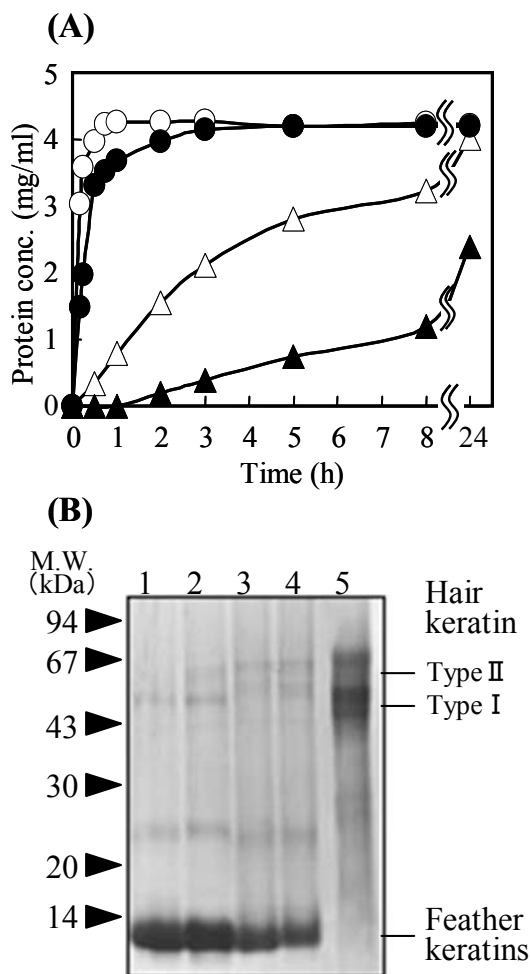 (A)
5
4
3
2
1
0
Protein conc. (mg/ml)
0 1 2 3 4 5 6 7 8 24
Time (h)
(B)
M.W.
(kDa)
1 2 3 4 5
94
67
43
30
20
14
Hair
keratin
Type Ⅱ
Type Ⅰ
Feather
keratins